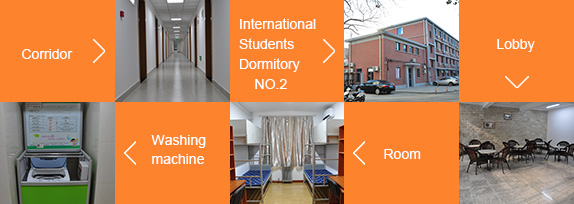 Corridor
International
Students
Dormitory
NO.2
Lobby
Washing
machine
Room